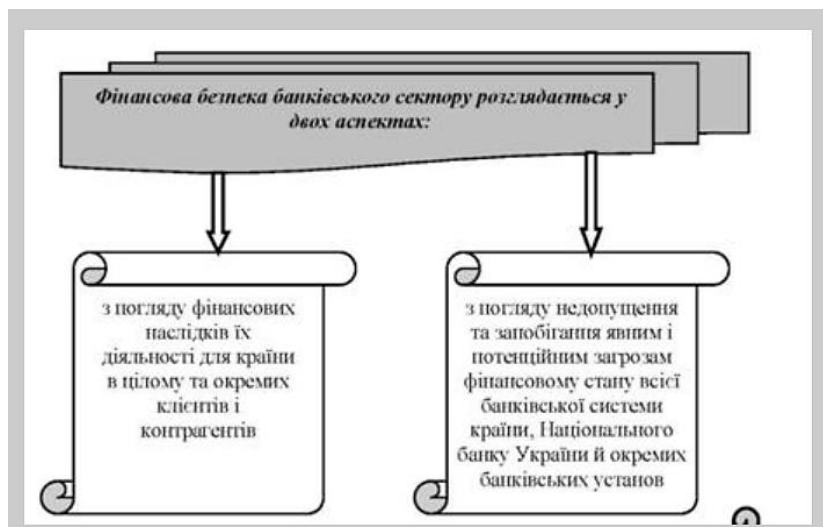 Фінансова безпека банківського сектору розглядається у
двох аспектах:
з погляду фінансових
наслідків їх
діяльності для країни
в цілому та окремих
клієнтів і
контрагентів
з погляду недопущення
та запобігання явним і
потенційним загрозам
фінансовому стану всієї
банківської системи
країни, Національного
банку України й окремих
банківських установ